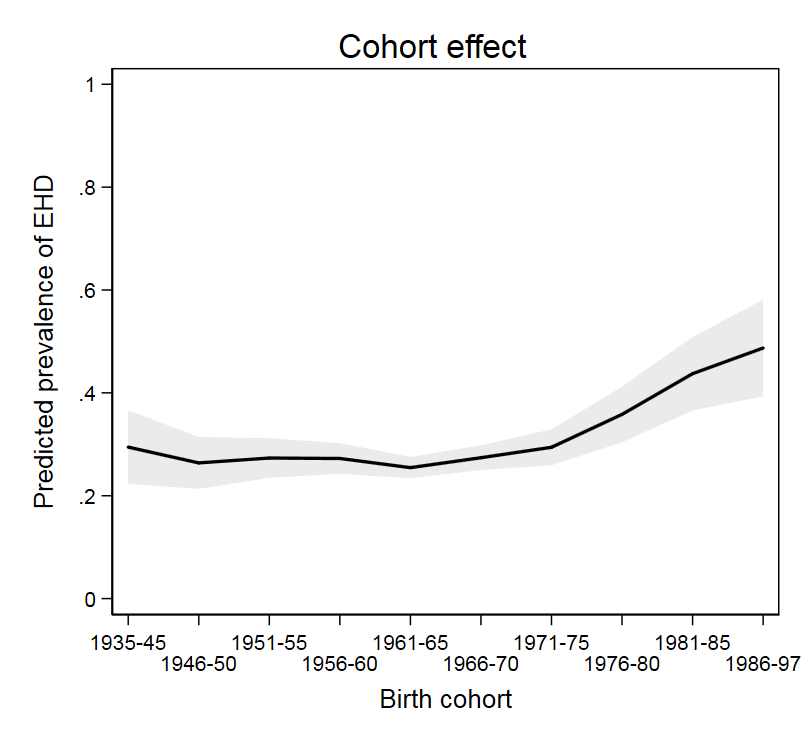 Cohort effect
Predicted prevalence of EHD
1
.8
.6
.4
.2
0
1935-45 1951-55 1961-65 1971-75 1981-85
1946-50 1956-60 1966-70 1976-80 1986-97
Birth cohort